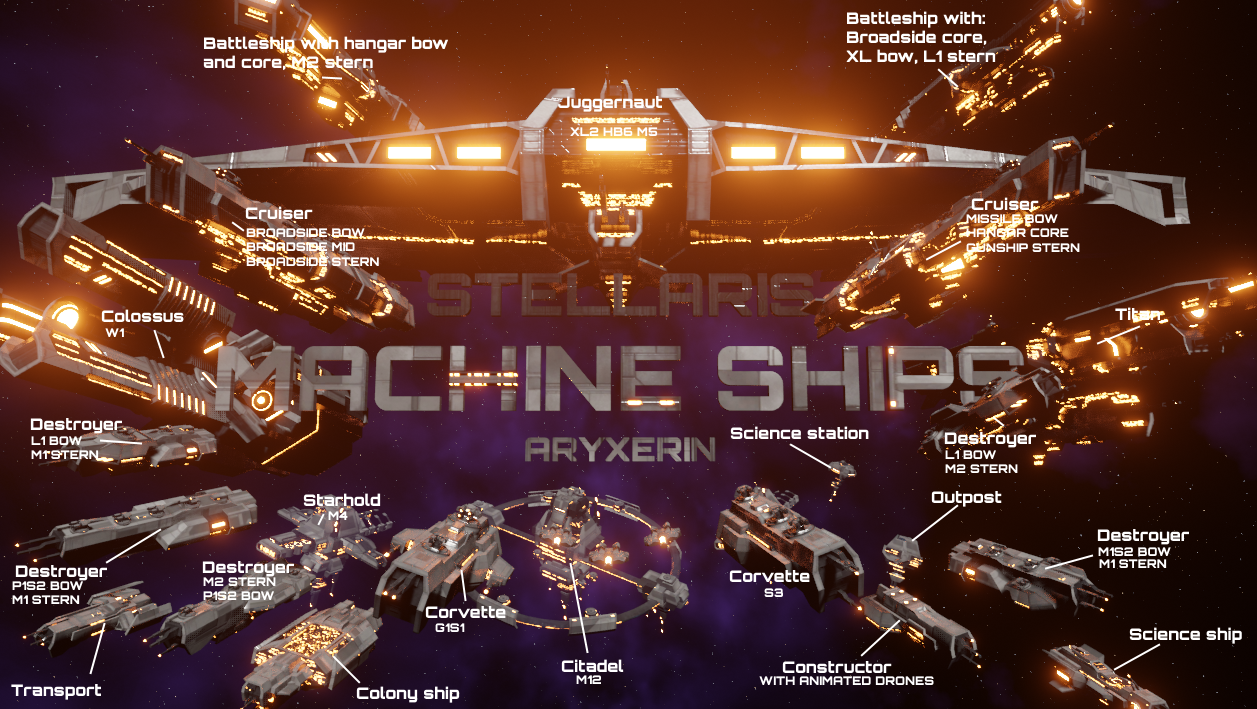 Battleship with hangar bow
and core, M2 stern
Battleship with:
Broadside core,
XL bow, L1 stern
Juggernaut
XL2 HB6 M5
Cruiser
BROADSIDE BOW
BROADSIDE MID
BROADSIDE STERN
Cruiser
MISSILE BOW
HANGAR CORE
GUNSHIP STERN
STELLARIS
Colossus
W1
Titan
MACHINE SHIPS
ARYXERIN
Destroyer
L1 BOW
M1 STERN
Science station
Destroyer
L1 BOW
M2 STERN
Starhold
M4
Outpost
Destroyer
P1S2 BOW
M1 STERN
Destroyer
M2 STERN
P1S2 BOW
Corvette
G1S1
Corvette
S3
Destroyer
M1S2 BOW
M1 STERN
Transport
Colony ship
Citadel
M12
Constructor
WITH ANIMATED DRONES
Science ship